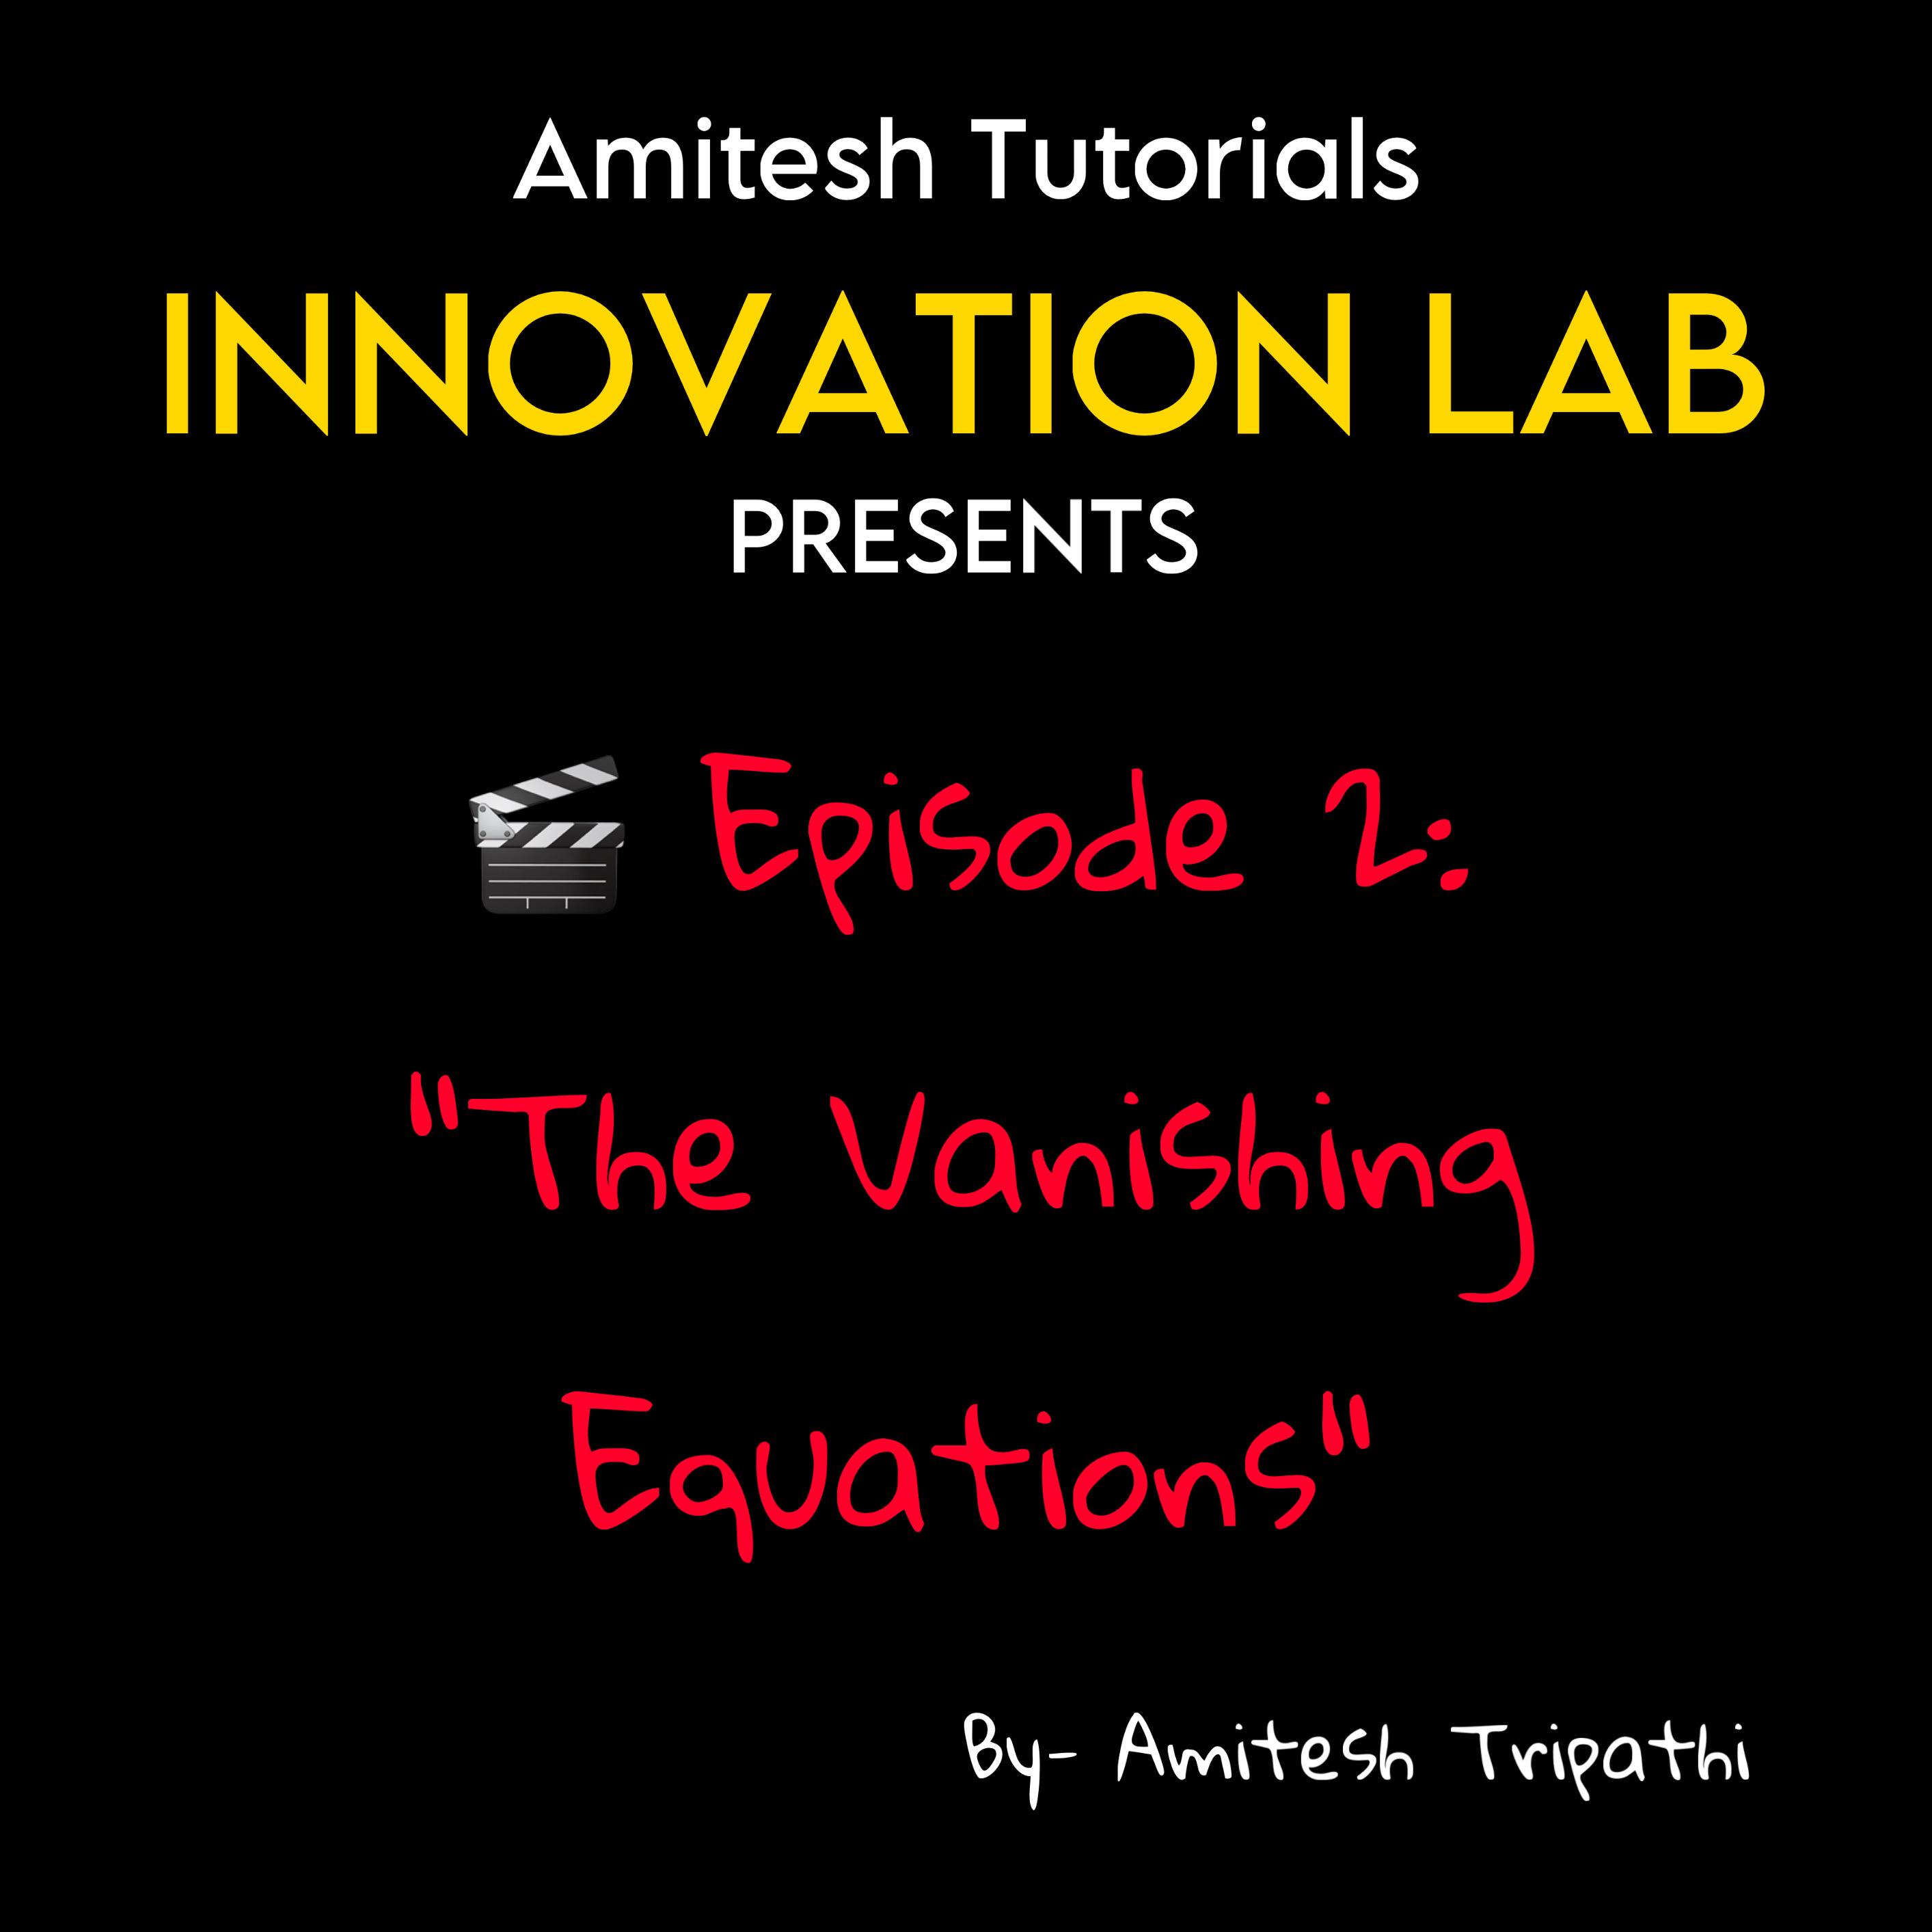 Amitesh Tutorials
INNOVATION LAB
PRESENTS
🎬 Episode 2:
"The Vanishing
Equations"
By- Amitesh Tripathi